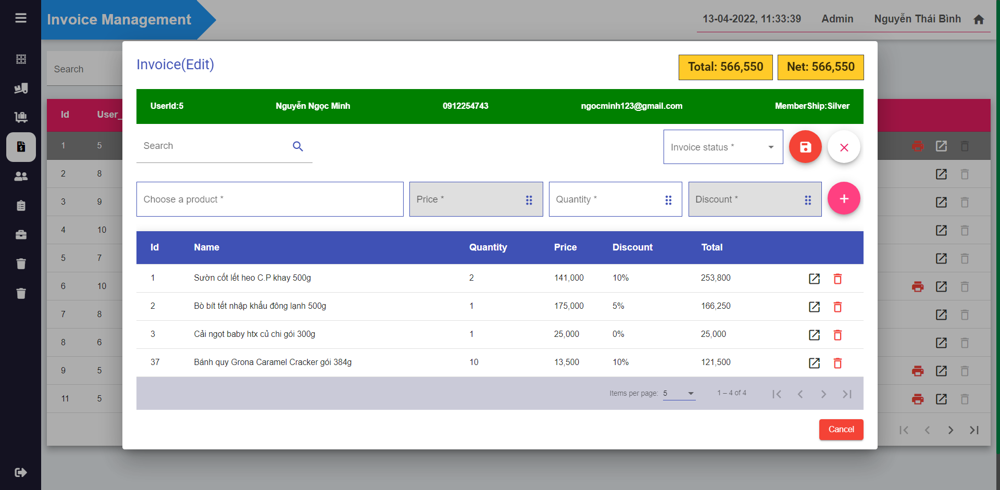 Invoice Management
13-04-2022, 11:33:39 Admin Nguyễn Thái Bình
Search
Id User_
1 5
2 8
3 9
4 10
5 7
6 10
7 8
8 6
9 5
11 5
Invoice(Edit)
Total: 566,550 Net: 566,550
UserId:5 Nguyễn Ngọc Minh 0912254743 ngocminh123@gmail.com MemberShip:Silver
Search Invoice status *
Choose a product * Price * Quantity * Discount *
Id Name Quantity Price Discount Total
1 Sườn cốt lết heo C.P khay 500g 2 141,000 10% 253,800
2 Bò bít tết nhập khẩu đông lạnh 500g 1 175,000 5% 166,250
3 Cải ngọt baby htx củ chi gói 300g 1 25,000 0% 25,000
37 Bánh quy Grona Caramel Cracker gói 384g 10 13,500 10% 121,500
Items per page: 5 1 – 4 of 4
Cancel